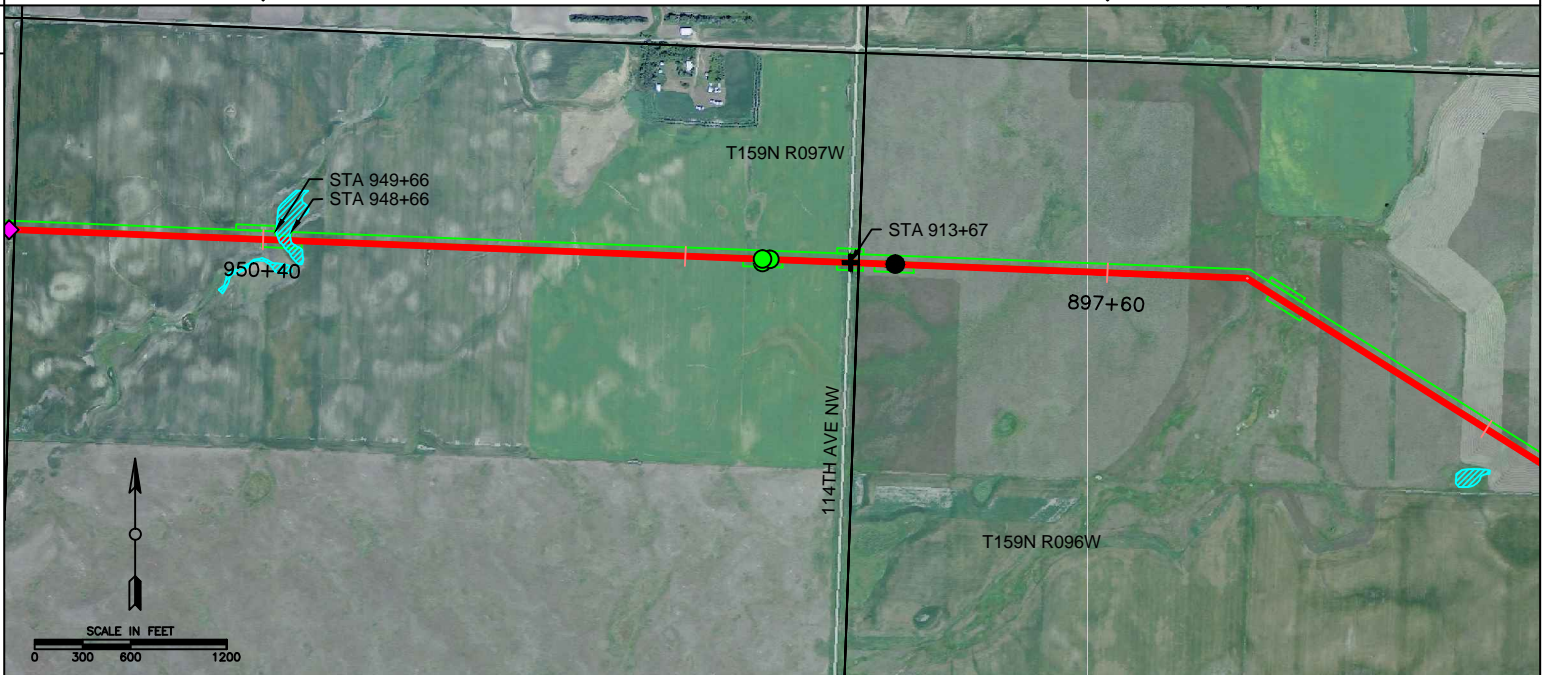 T159N R097W
STA 949+66
STA 948+66
STA 913+67
950+40
897+60
114TH AVE NW
T159N R096W
SCALE IN FEET
0 300 600 1200